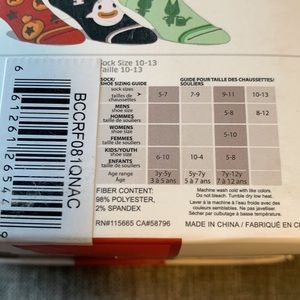 Sock Size 10-13
Taille 10-13
SOCK/
SHOE SIZING GUIDE
GUIDE POUR TAILLE DES CHAUSSETTES/
SOULIERS
sock sizes
tailles de chaussettes
5-7
7-9
9-11
10-13
MENS
shoe size
HOMMES
taille de souliers
5-8
8-12
WOMENS
shoe size
FEMMES
taille de souliers
5-10
KIDS/YOUTH
shoe size
ENFANTS
taille de souliers
6-10
10-4
5-8
Age range
Âge
3y-5y
3 à 5 ans
5y-7y
5 à 7 ans
7y-12y
7 à 12 ans
FIBER CONTENT:
98% POLYESTER,
2% SPANDEX
RN#115665 CA#58796
Machine wash cold with like colors.
Do not bleach. Tumble dry low heat.
Laver à la machine à l'eau froide avec des
couleurs semblables. Ne pas javelliser.
Sécher par culbutage à basse température.
MADE IN CHINA / FABRIQUÉ EN C
BCCRF081QNAC